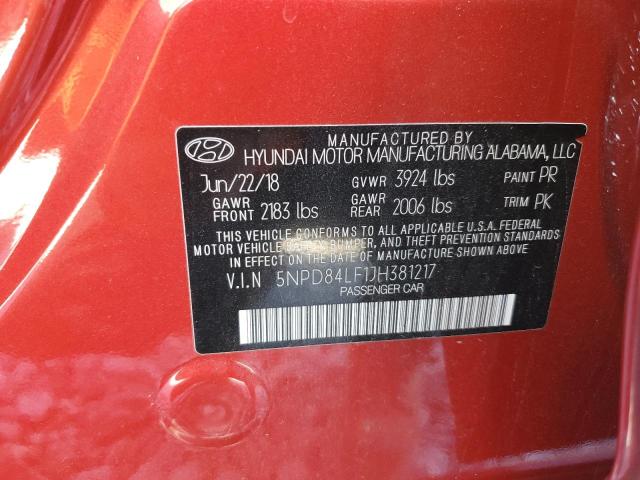 MANUFACTURED BY
HYUNDAI MOTOR MANUFACTURING ALABAMA, LLC
Jun/22/18 GVWR 3924 lbs PAINT PR
GAWR FRONT 2183 lbs GAWR REAR 2006 lbs TRIM PK
THIS VEHICLE CONFORMS TO ALL APPLICABLE U.S.A. FEDERAL
MOTOR VEHICLE SAFETY, BUMPER, AND THEFT PREVENTION STANDARDS
IN EFFECT ON THE DATE OF MANUFACTURE SHOWN ABOVE.
V.I.N 5NPD84LF1JH381217
PASSENGER CAR